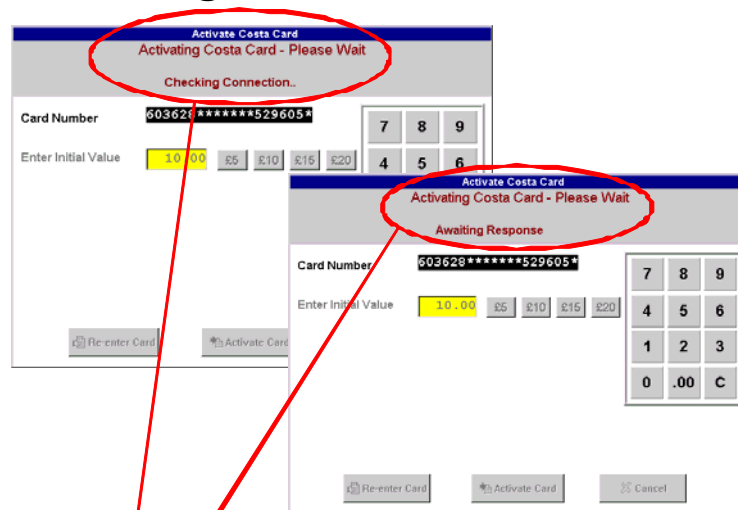 Activate Costa Card
Activating Costa Card - Please Wait
Checking Connection..
Card Number 603628*******529605*
7 8 9
Enter Initial Value 10.00 £5 £10 £15 £20
4 5 6
Re-enter Card Activate Card
Activate Costa Card
Activating Costa Card - Please Wait
Awaiting Response
Card Number 603628*******529605*
7 8 9
Enter Initial Value 10.00 £5 £10 £15 £20
4 5 6
1 2 3
0 .00 C
Re-enter Card Activate Card Cancel